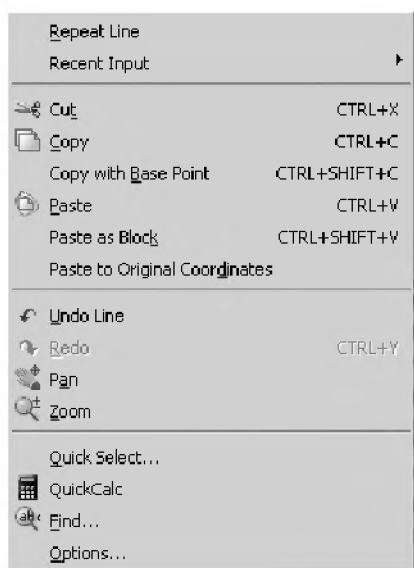 Repeat Line
Recent Input
Cut CTRL+X
Copy CTRL+C
Copy with Base Point CTRL+SHIFT+C
Paste CTRL+V
Paste as Block CTRL+SHIFT+V
Paste to Original Coordinates
Undo Line
Redo CTRL+Y
Pan
Zoom
Quick Select...
QuickCalc
Find...
Options...